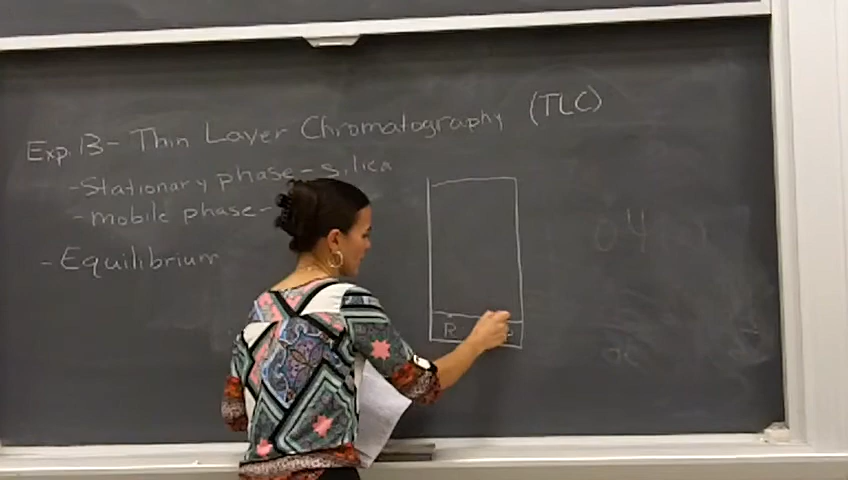 Exp. 13 - Thin Layer Chromatography (TLC)
- Stationary phase - silica
- mobile phase -
- Equilibrium
R